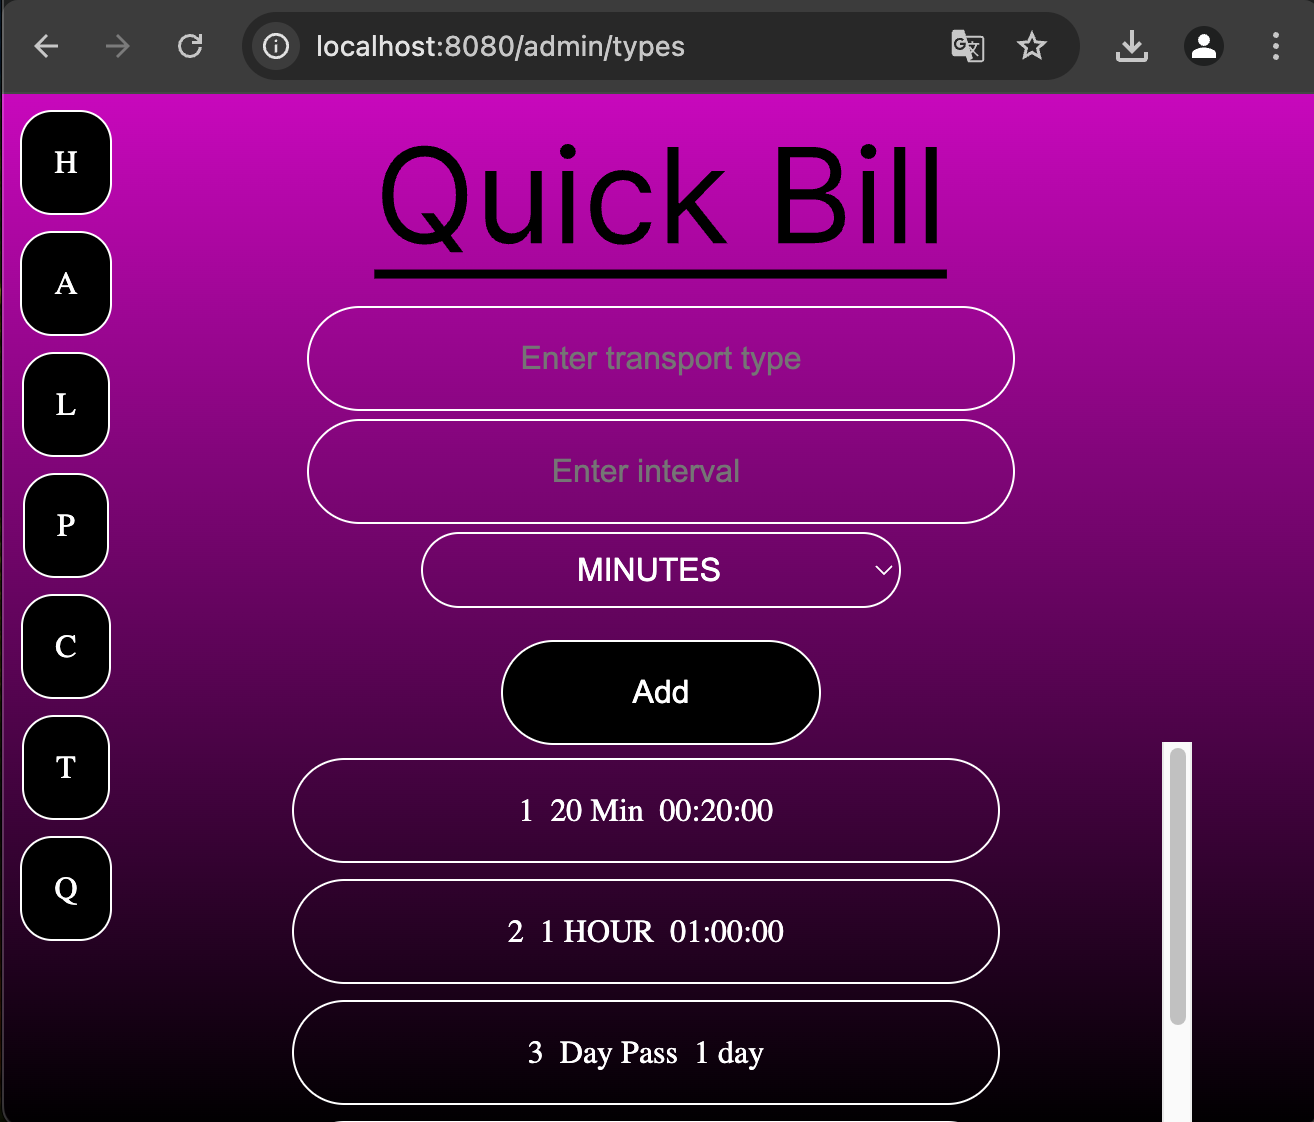 localhost:8080/admin/types
H
A
L
P
C
T
Q
Quick Bill
Enter transport type
Enter interval
MINUTES
Add
1 20 Min 00:20:00
2 1 HOUR 01:00:00
3 Day Pass 1 day